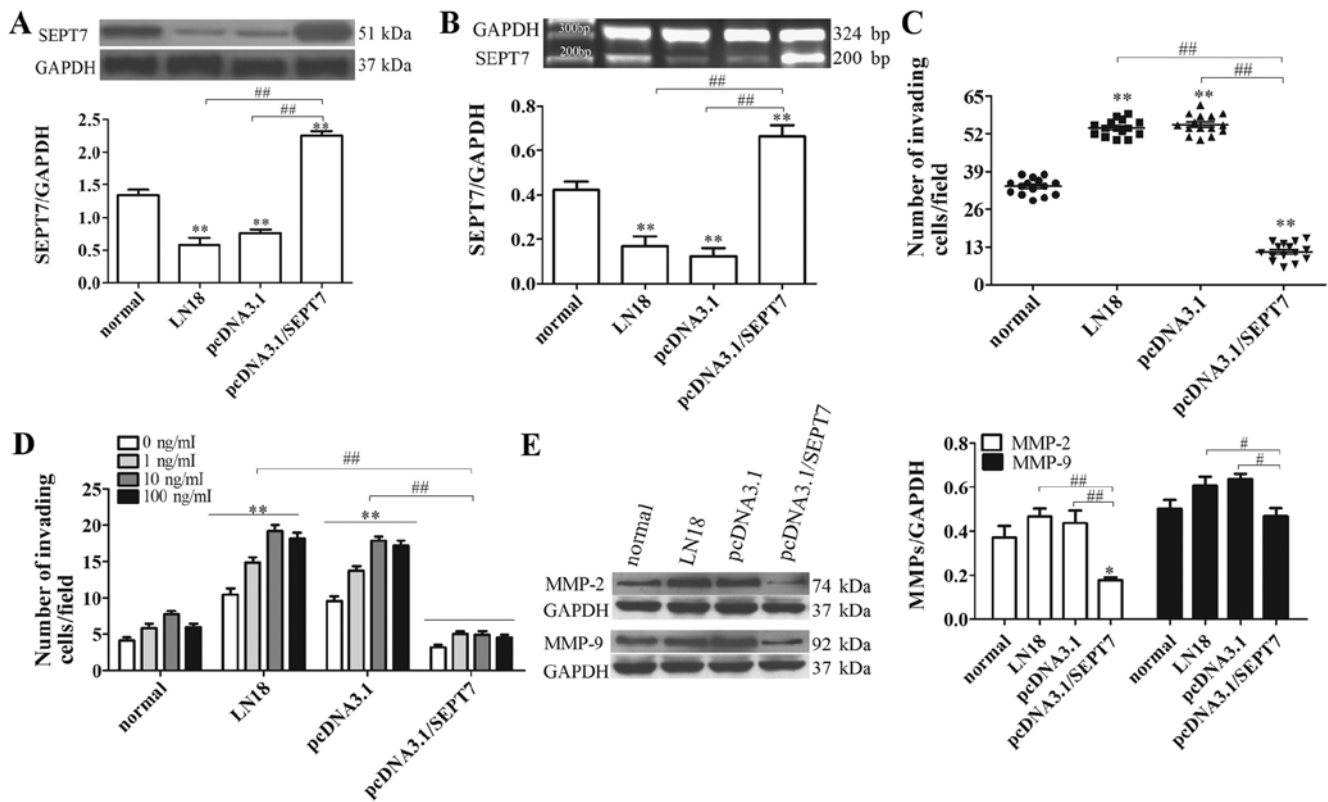 A
SEPT7
51 kDa
GAPDH
37 kDa
##
##
SEPT7/GAPDH
2.5
2.0
1.5
1.0
0.5
0.0
**
**
**
normal
LN18
pcDNA3.1
pcDNA3.1/SEPT7
B
GAPDH
300bp
324 bp
SEPT7
200bp
200 bp
##
##
SEPT7/GAPDH
0.8
0.6
0.4
0.2
0.0
**
**
**
normal
LN18
pcDNA3.1
pcDNA3.1/SEPT7
C
##
##
Number of invading
cells/field
65
52
39
26
13
0
**
**
**
normal
LN18
pcDNA3.1
pcDNA3.1/SEPT7
D
0 ng/mI
1 ng/mI
10 ng/mI
100 ng/mI
##
##
Number of invading
cells/field
25
20
15
10
5
0
**
**
normal
LN18
pcDNA3.1
pcDNA3.1/SEPT7
E
normal
LN18
pcDNA3.1
pcDNA3.1/SEPT7
MMP-2
74 kDa
GAPDH
37 kDa
MMP-9
92 kDa
GAPDH
37 kDa
MMP-2
MMP-9
#
#
##
##
MMPs/GAPDH
0.8
0.6
0.4
0.2
0.0
*
normal
LN18
pcDNA3.1
pcDNA3.1/SEPT7
normal
LN18
pcDNA3.1
pcDNA3.1/SEPT7